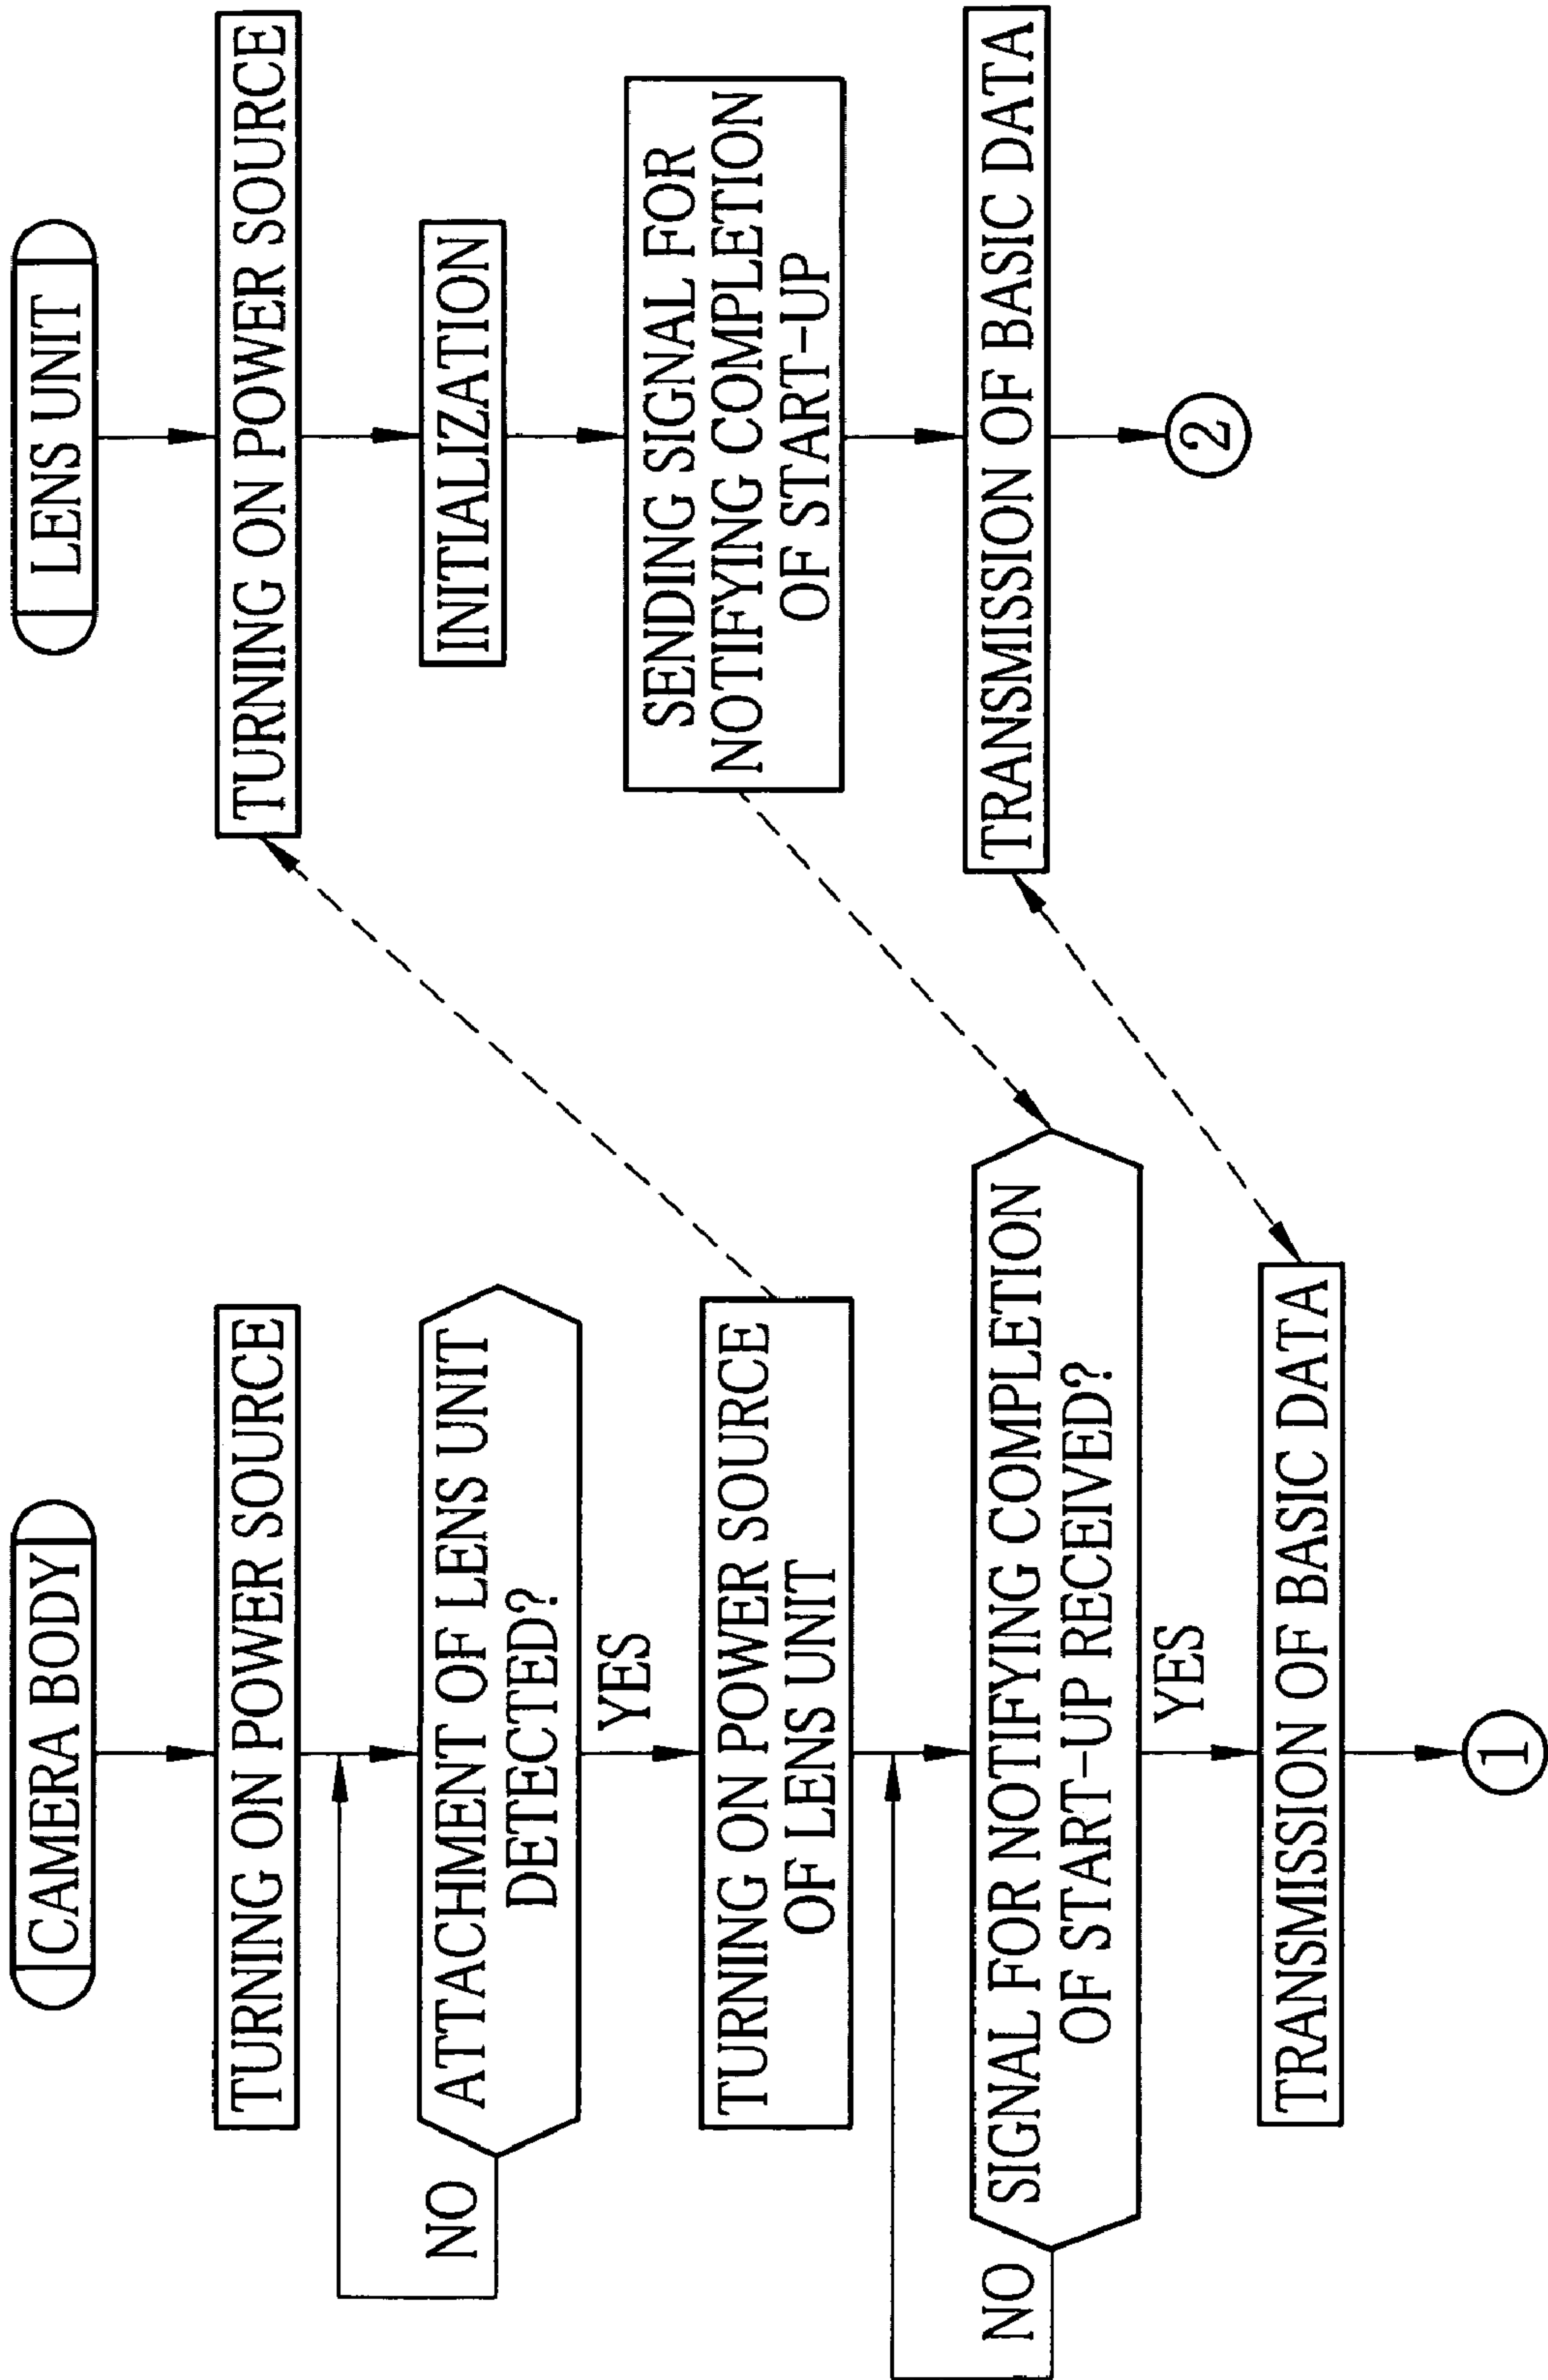 CAMERA BODY
TURNING ON POWER SOURCE
ATTACHMENT OF LENS UNIT
DETECTED?
NO
YES
TURNING ON POWER SOURCE
OF LENS UNIT
SIGNAL FOR NOTIFYING COMPLETION
OF START-UP RECEIVED?
NO
YES
TRANSMISSION OF BASIC DATA
1
LENS UNIT
TURNING ON POWER SOURCE
INITIALIZATION
SENDING SIGNAL FOR
NOTIFYING COMPLETION
OF START-UP
TRANSMISSION OF BASIC DATA
2